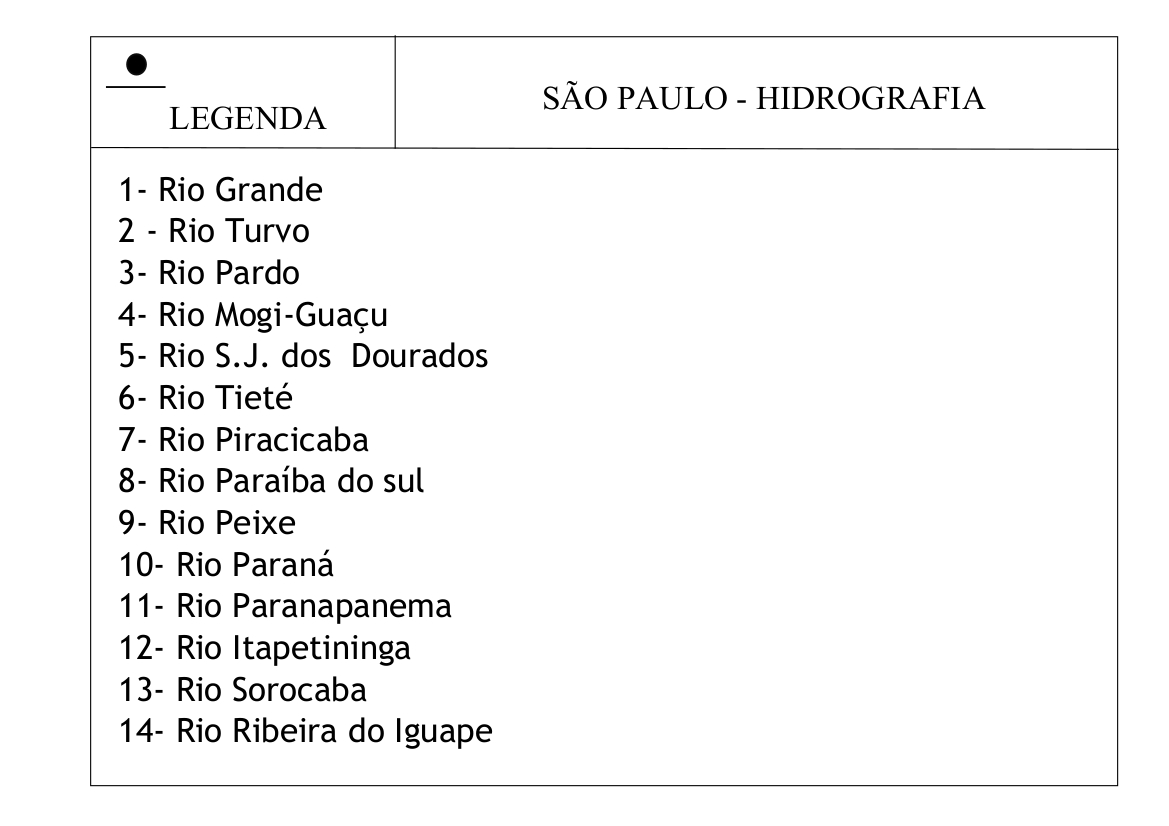 LEGENDA
SÃO PAULO - HIDROGRAFIA
1- Rio Grande
2 - Rio Turvo
3- Rio Pardo
4- Rio Mogi-Guaçu
5- Rio S.J. dos  Dourados
6- Rio Tieté
7- Rio Piracicaba
8- Rio Paraíba do sul
9- Rio Peixe
10- Rio Paraná
11- Rio Paranapanema
12- Rio Itapetininga
13- Rio Sorocaba
14- Rio Ribeira do Iguape